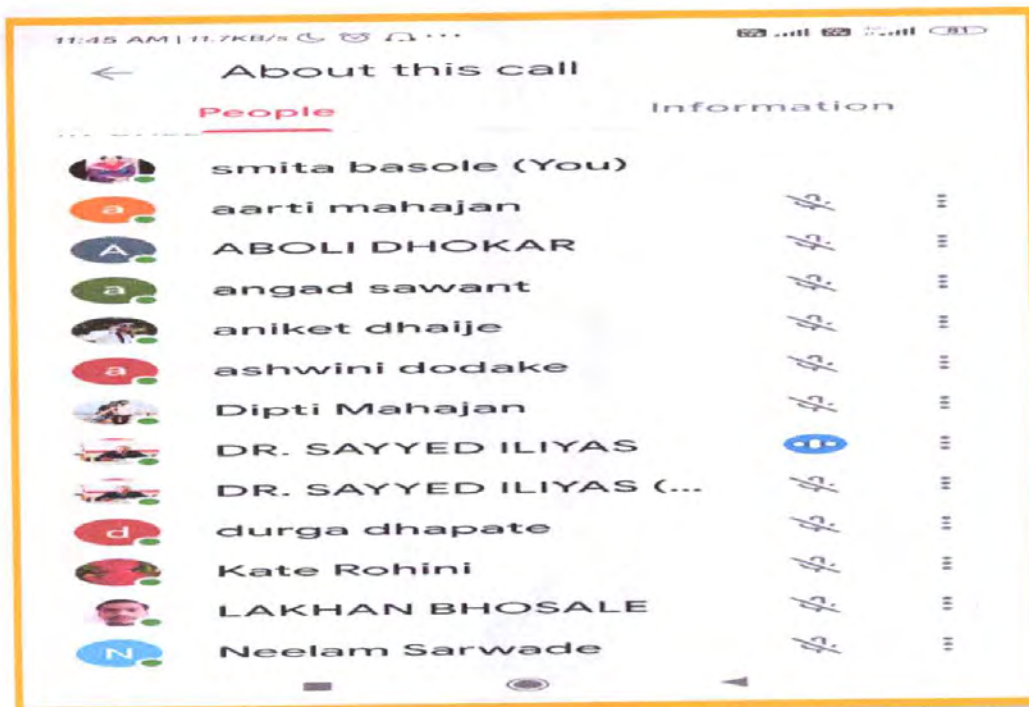 11:45 AM | 11.7KB/s
81
About this call
People
Information
smita basole (You)
a
aarti mahajan
A
ABOLI DHOKAR
a
angad sawant
aniket dhaije
a
ashwini dodake
Dipti Mahajan
DR. SAYYED ILIYAS
DR. SAYYED ILIYAS (...
d
durga dhapate
Kate Rohini
LAKHAN BHOSALE
N
Neelam Sarwade